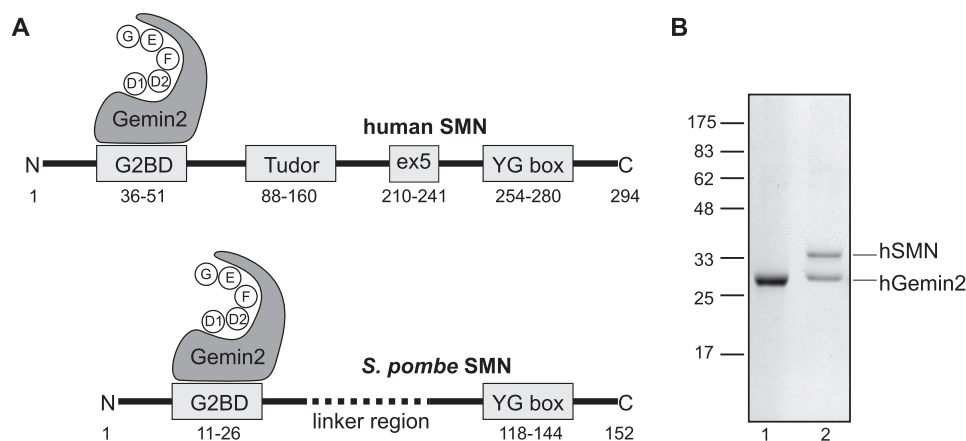 A
G E F D1 D2
Gemin2
human SMN
N G2BD Tudor ex5 YG box C
1 36-51 88-160 210-241 254-280 294
G E F D1 D2
Gemin2
S. pombe SMN
N G2BD linker region YG box C
1 11-26 118-144 152
B
175
83
62
48
33
25
17
hSMN
hGemin2
1 2